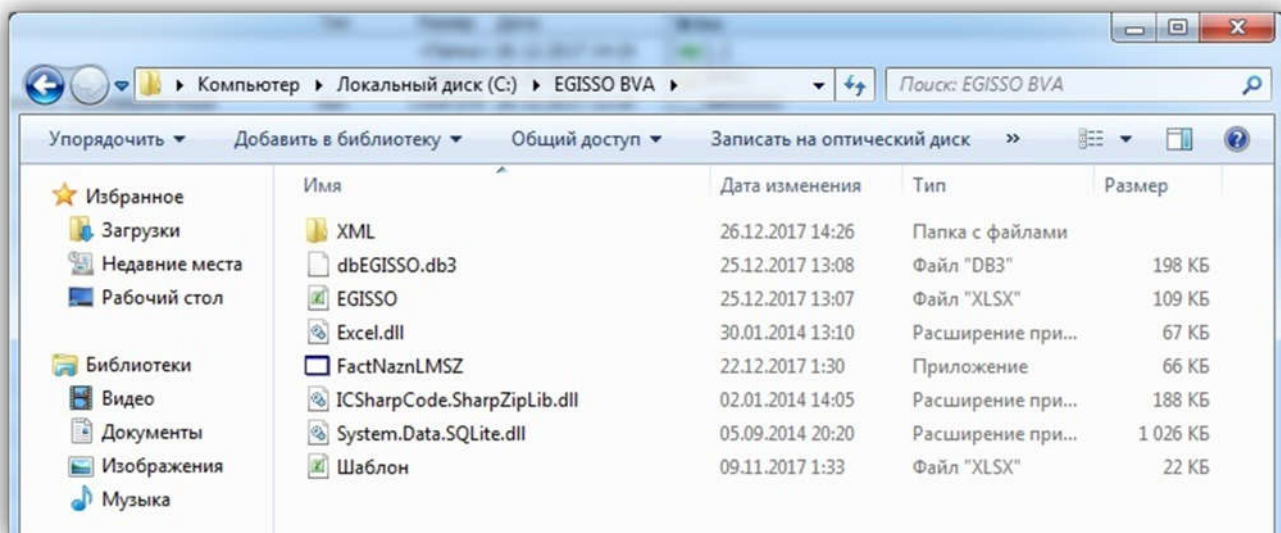 Компьютер ▸ Локальный диск (C:) ▸ EGISSO BVA ▸ Поиск: EGISSO BVA
Упорядочить Добавить в библиотеку Общий доступ Записать на оптический диск »
Избранное
Загрузки
Недавние места
Рабочий стол
Библиотеки
Видео
Документы
Изображения
Музыка
Имя Дата изменения Тип Размер
XML 26.12.2017 14:26 Папка с файлами
dbEGISSO.db3 25.12.2017 13:08 Файл "DB3" 198 КБ
EGISSO 25.12.2017 13:07 Файл "XLSX" 109 КБ
Excel.dll 30.01.2014 13:10 Расширение при... 67 КБ
FactNaznLMSZ 22.12.2017 1:30 Приложение 66 КБ
ICSharpCode.SharpZipLib.dll 02.01.2014 14:05 Расширение при... 188 КБ
System.Data.SQLite.dll 05.09.2014 20:20 Расширение при... 1 026 КБ
Шаблон 09.11.2017 1:33 Файл "XLSX" 22 КБ